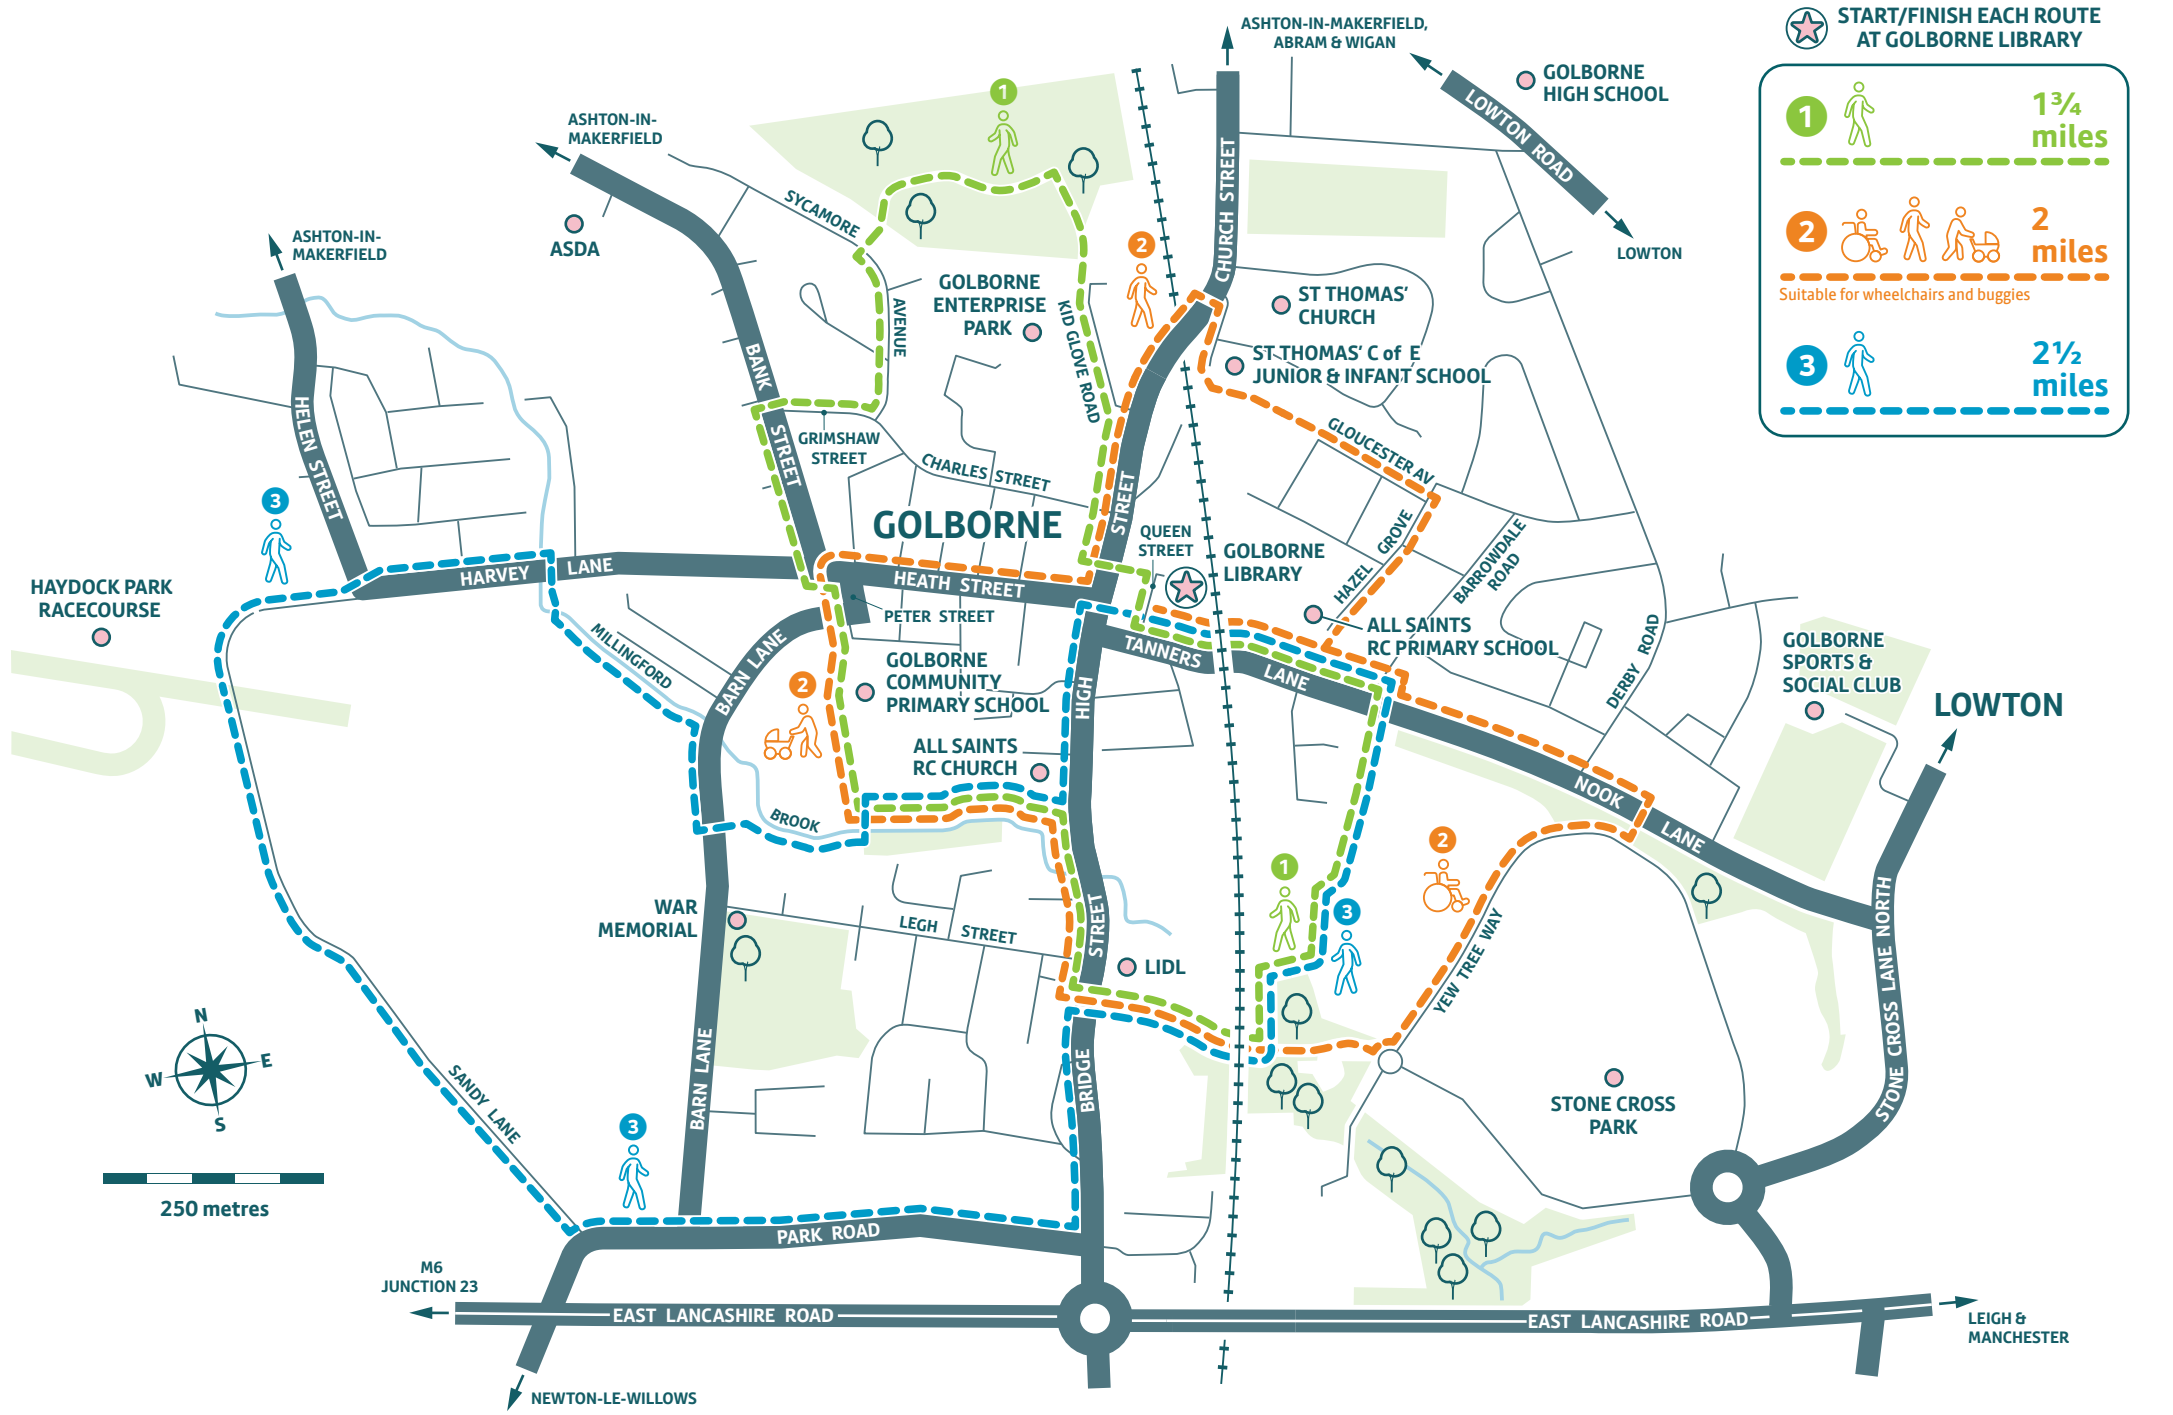 START/FINISH EACH ROUTE
AT GOLBORNE LIBRARY
1
1¾
miles
2
2
miles
Suitable for wheelchairs and buggies
3
2½
miles
ASHTON-IN-MAKERFIELD,
ABRAM & WIGAN
GOLBORNE
HIGH SCHOOL
LOWTON ROAD
LOWTON
CHURCH STREET
1
ASHTON-IN-
MAKERFIELD
ASDA
SYCAMORE
AVENUE
ASHTON-IN-
MAKERFIELD
2
GOLBORNE
ENTERPRISE
PARK
KID GLOVE ROAD
ST THOMAS'
CHURCH
ST THOMAS' C of E
JUNIOR & INFANT SCHOOL
BANK
STREET
GRIMSHAW
STREET
CHARLES STREET
HELEN STREET
GLOUCESTER AV
STREET
GOLBORNE
QUEEN
STREET
GOLBORNE
LIBRARY
HAZEL GROVE
BARROWDALE
ROAD
3
HAYDOCK PARK
RACECOURSE
HARVEY LANE
HEATH STREET
PETER STREET
ALL SAINTS
RC PRIMARY SCHOOL
DERBY ROAD
GOLBORNE
SPORTS &
SOCIAL CLUB
LOWTON
MILLINGFORD
BROOK
BARN LANE
2
GOLBORNE
COMMUNITY
PRIMARY SCHOOL
TANNERS
LANE
HIGH
STREET
ALL SAINTS
RC CHURCH
NOOK
LANE
1
2
3
WAR
MEMORIAL
LEGH STREET
LIDL
YEW TREE WAY
STONE CROSS LANE NORTH
N
E
S
W
250 metres
SANDY LANE
BARN LANE
BRIDGE
STONE CROSS
PARK
3
PARK ROAD
M6
JUNCTION 23
EAST LANCASHIRE ROAD
EAST LANCASHIRE ROAD
LEIGH &
MANCHESTER
NEWTON-LE-WILLOWS